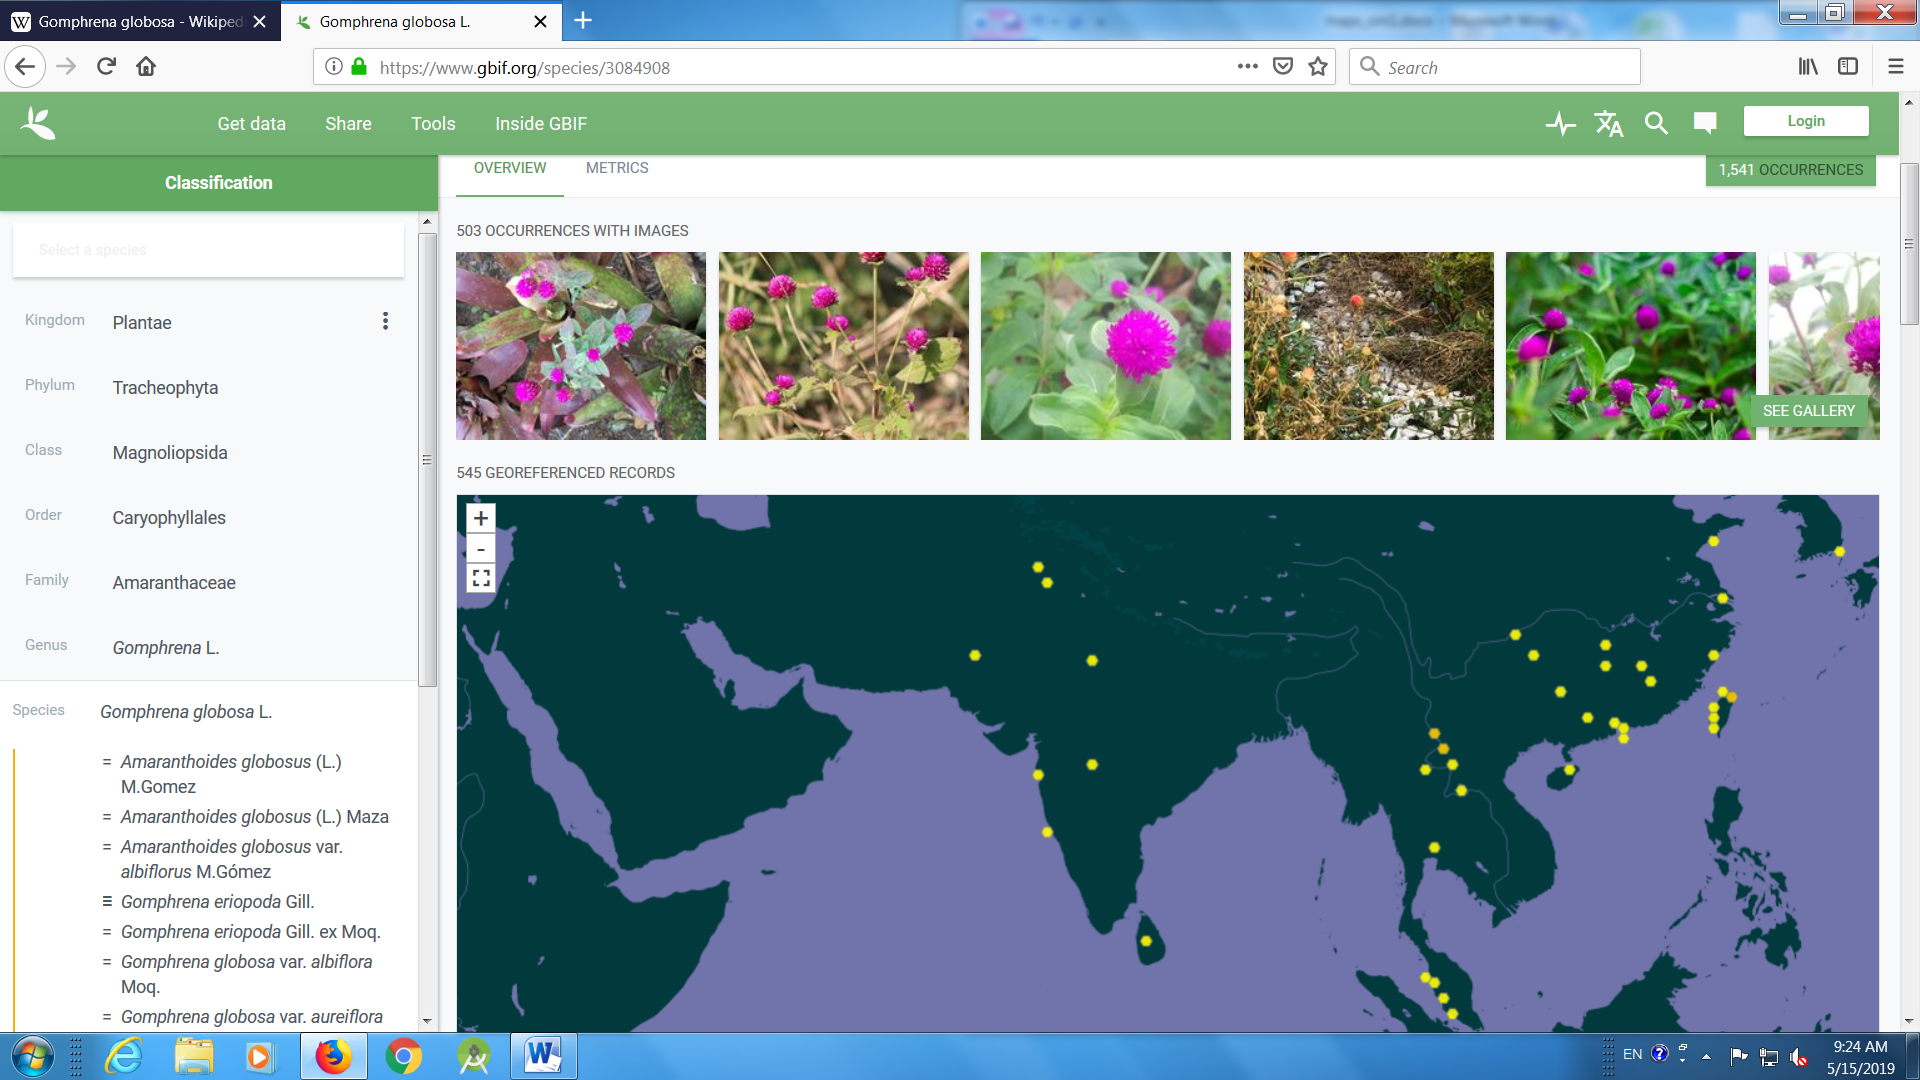 Gomphrena globosa - Wikiped
Gomphrena globosa L.
https://www.gbif.org/species/3084908
Search
Get data
Share
Tools
Inside GBIF
Login
Classification
OVERVIEW
METRICS
1,541 OCCURRENCES
Select a species
Kingdom Plantae
Phylum Tracheophyta
Class Magnoliopsida
Order Caryophyllales
Family Amaranthaceae
Genus Gomphrena L.
Species Gomphrena globosa L.
= Amaranthoides globosus (L.)
M.Gomez
= Amaranthoides globosus (L.) Maza
= Amaranthoides globosus var.
albiflorus M.Gómez
≡ Gomphrena eriopoda Gill.
= Gomphrena eriopoda Gill. ex Moq.
= Gomphrena globosa var. albiflora
Moq.
= Gomphrena globosa var. aureiflora
503 OCCURRENCES WITH IMAGES
SEE GALLERY
545 GEOREFERENCED RECORDS
+
-
EN
9:24 AM
5/15/2019